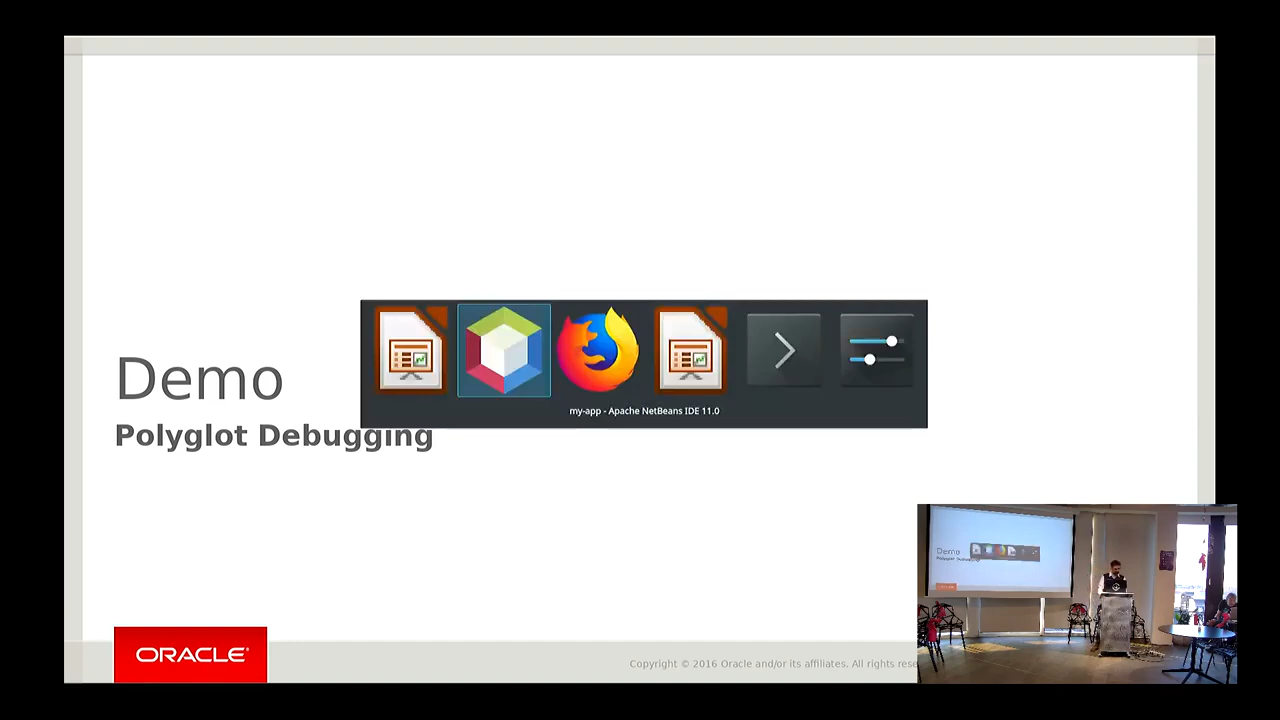 Demo
Polyglot Debugging
my-app - Apache NetBeans IDE 11.0
ORACLE®
Copyright © 2016 Oracle and/or its affiliates. All rights
Demo